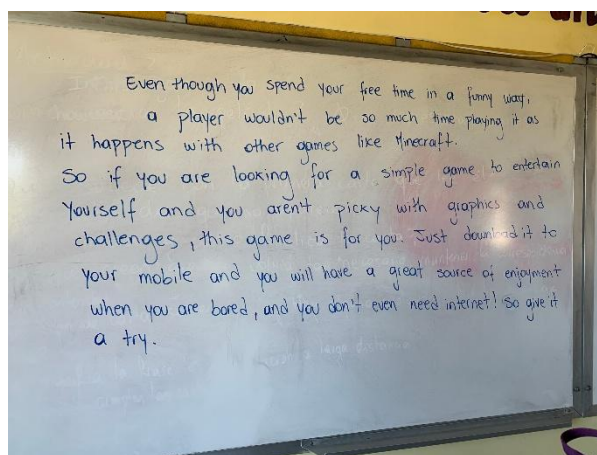 Even though you spend your free time in a funny way,
a player wouldn't be so much time playing it as
it happens with other games like Minecraft.
So if you are looking for a simple game to entertain
yourself and you aren't picky with graphics and
challenges, this game is for you. Just download it to
your mobile and you will have a great source of enjoyment
when you are bored, and you don't even need internet! So give it
a try.